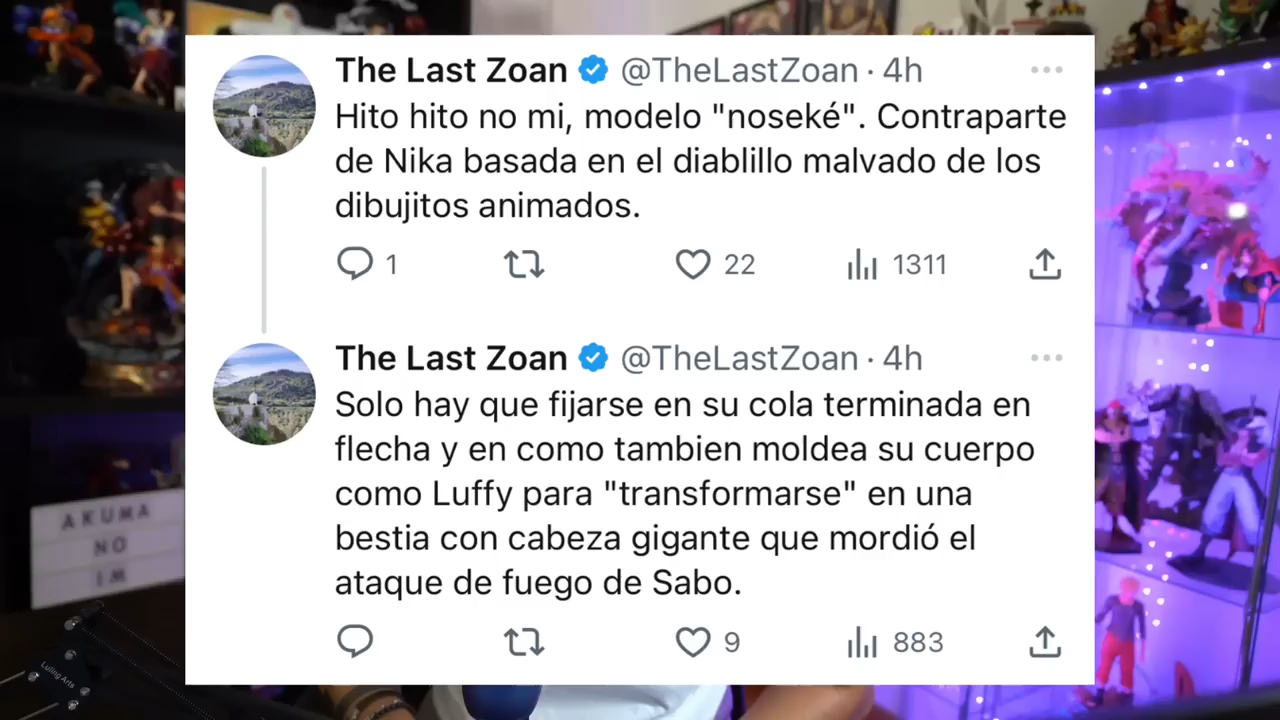 The Last Zoan @TheLastZoan · 4h
Hito hito no mi, modelo "noseké". Contraparte
de Nika basada en el diablillo malvado de los
dibujitos animados.
1 22 1311
The Last Zoan @TheLastZoan · 4h
Solo hay que fijarse en su cola terminada en
flecha y en como tambien moldea su cuerpo
como Luffy para "transformarse" en una
bestia con cabeza gigante que mordió el
ataque de fuego de Sabo.
9 883
AKUMA
NO
IM
Luling Arts